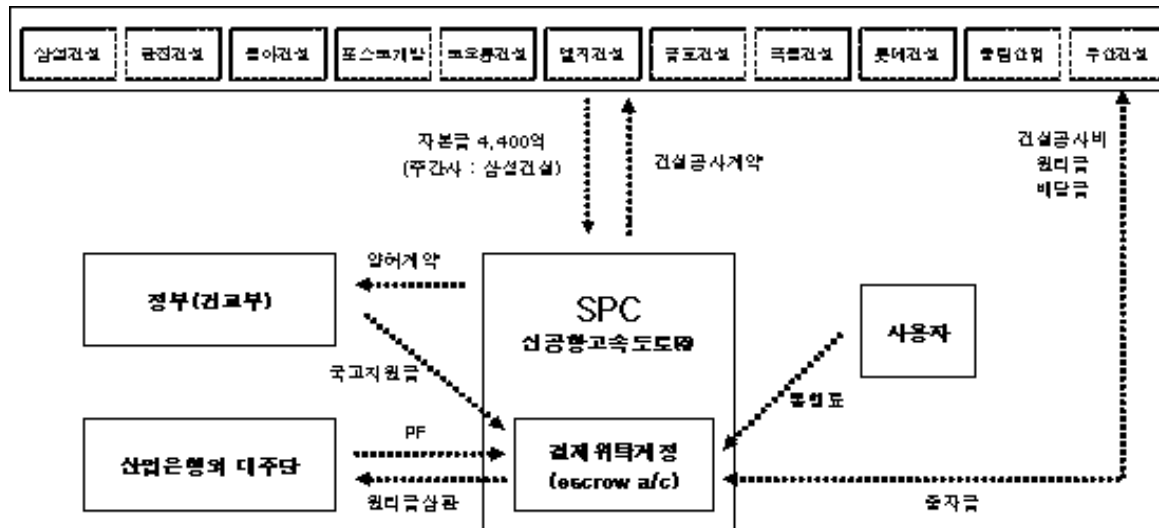 삼성건설 한진건설 동아건설 포스코개발 코오롱건설 엘지건설 금호건설 극동건설 롯데건설
자본금 4,400억
(주간사 : 삼성건설)
건설공사계약
건설공사비
원리금
배당금
양허계약
정부(건교부)
SPC
신공항고속도로㈜
사용자
국고지원금
통행료
PF
산업은행외 대주단
결제위탁계정
(escrow a/c)
원리금상환
출자금